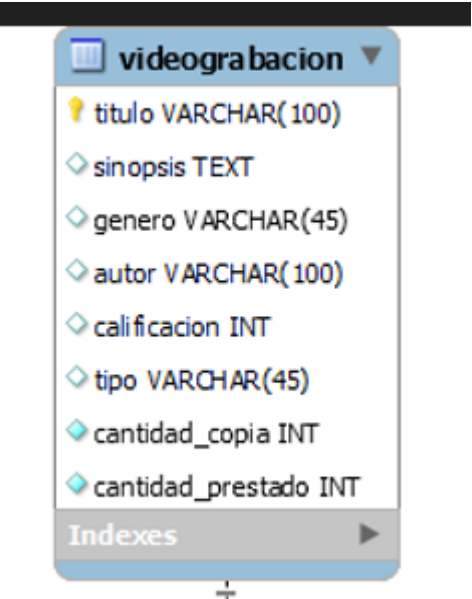 videograbacion
titulo VARCHAR(100)
sinopsis TEXT
genero VARCHAR(45)
autor VARCHAR(100)
calificacion INT
tipo VARCHAR(45)
cantidad_copia INT
cantidad_prestado INT
Indexes